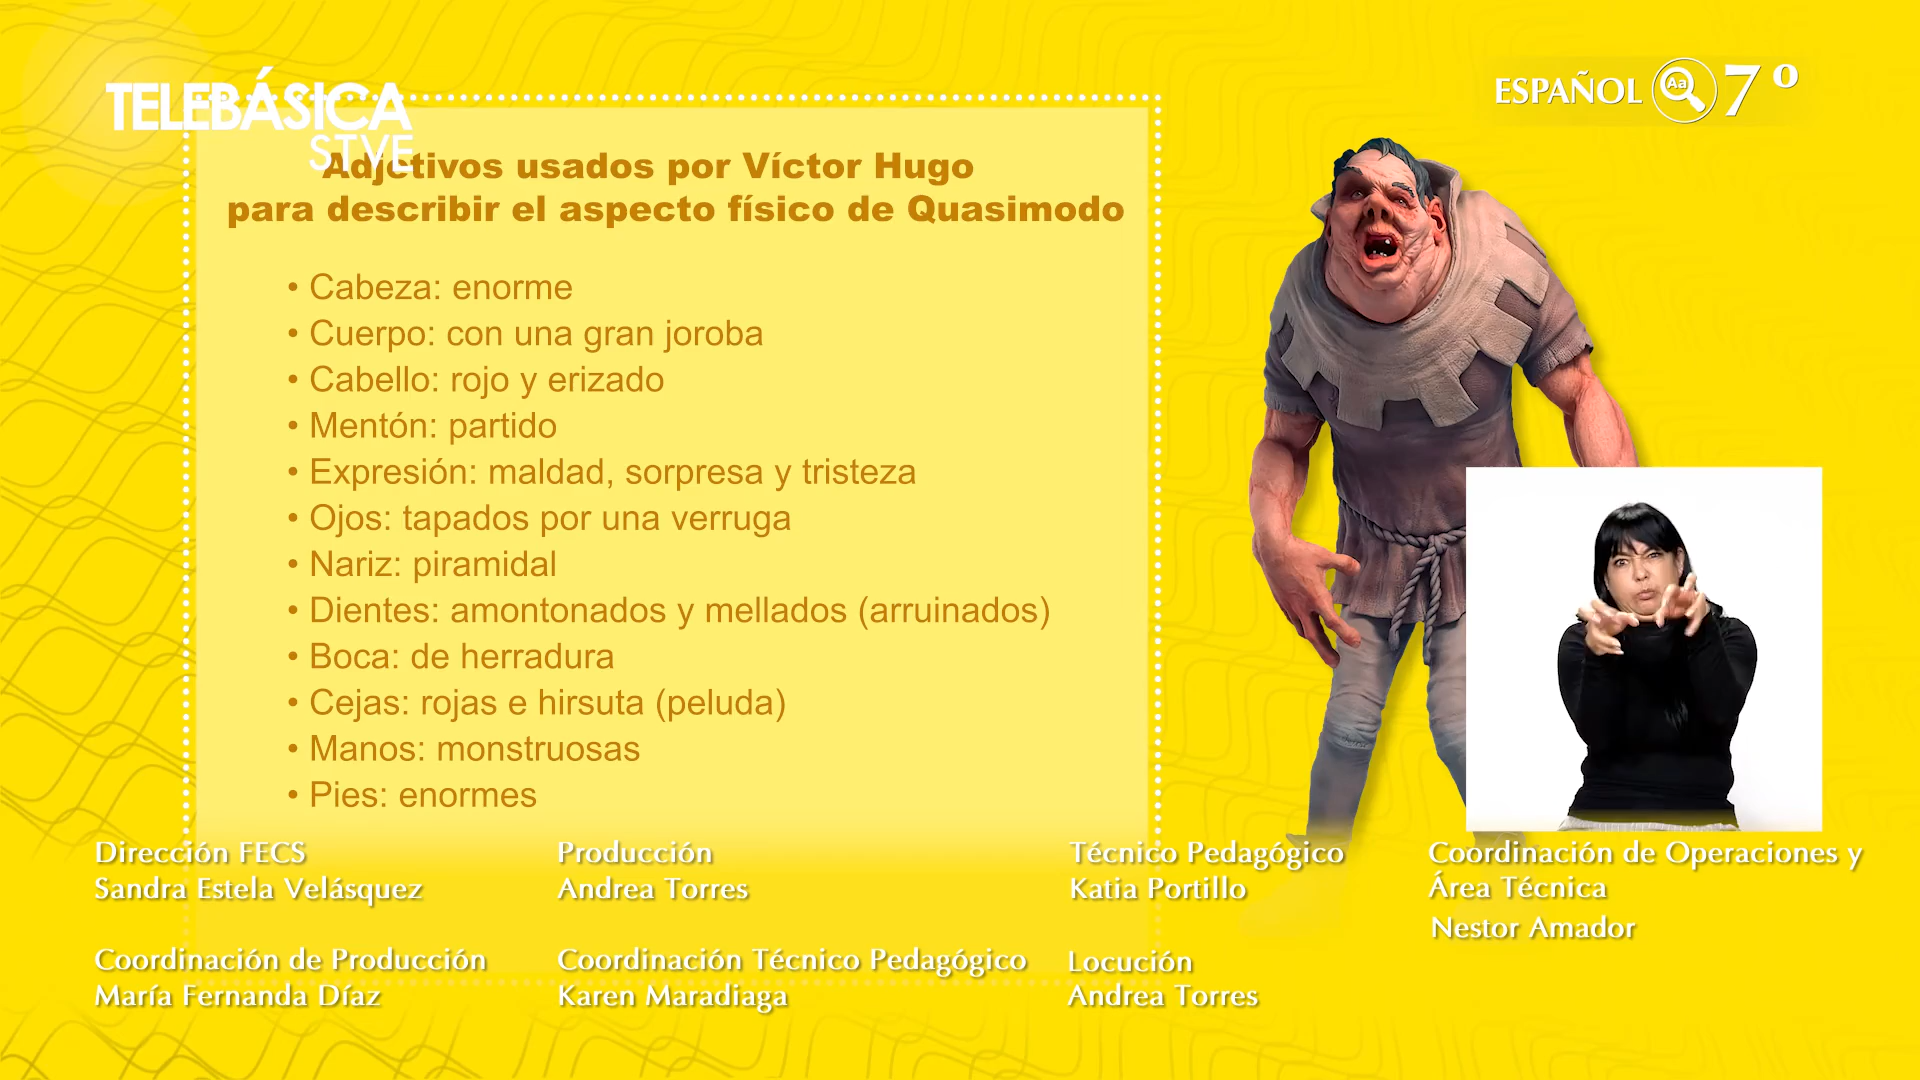 TELEBÁSICA
STVE
ESPAÑOL Aa 7º
Adjetivos usados por Víctor Hugo
para describir el aspecto físico de Quasimodo
• Cabeza: enorme
• Cuerpo: con una gran joroba
• Cabello: rojo y erizado
• Mentón: partido
• Expresión: maldad, sorpresa y tristeza
• Ojos: tapados por una verruga
• Nariz: piramidal
• Dientes: amontonados y mellados (arruinados)
• Boca: de herradura
• Cejas: rojas e hirsuta (peluda)
• Manos: monstruosas
• Pies: enormes
Dirección FECS
Sandra Estela Velásquez
Producción
Andrea Torres
Técnico Pedagógico
Katia Portillo
Coordinación de Operaciones y
Área Técnica
Nestor Amador
Coordinación de Producción
María Fernanda Díaz
Coordinación Técnico Pedagógico
Karen Maradiaga
Locución
Andrea Torres